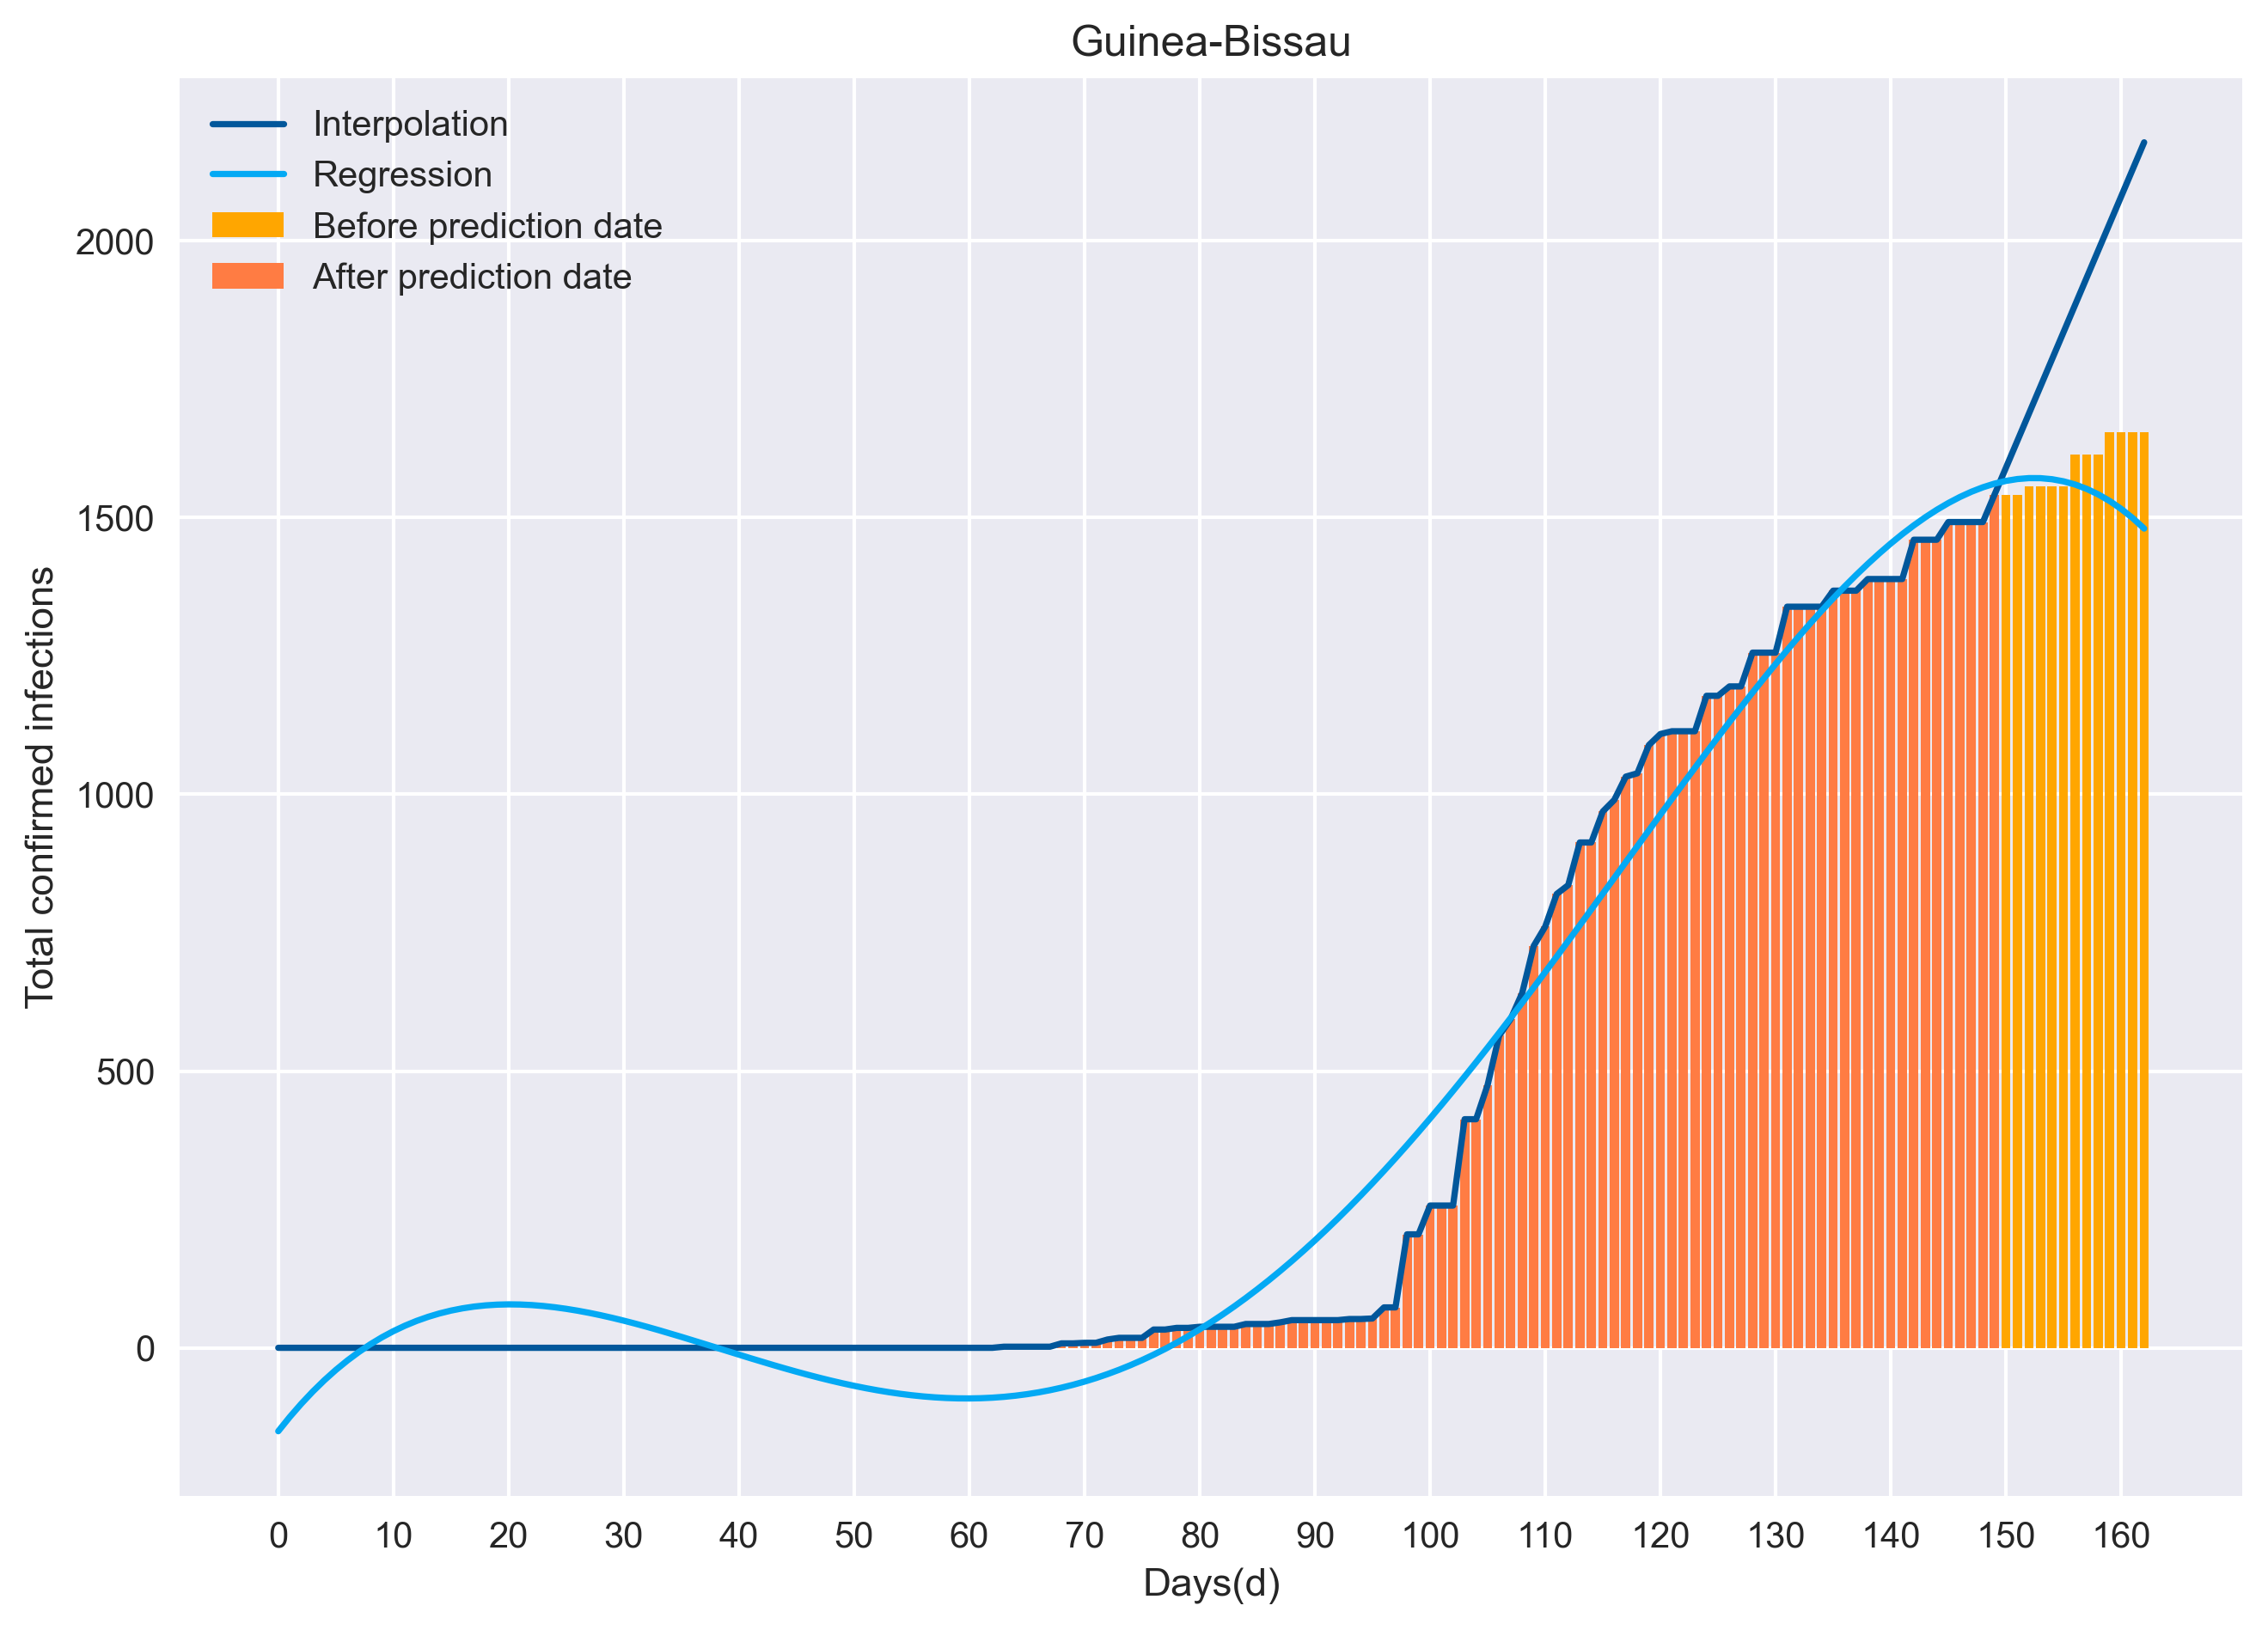 Guinea-Bissau
Interpolation
Regression
Before prediction date
After prediction date
2000
1500
1000
500
0
Total confirmed infections
0 10 20 30 40 50 60 70 80 90 100 110 120 130 140 150 160
Days(d)